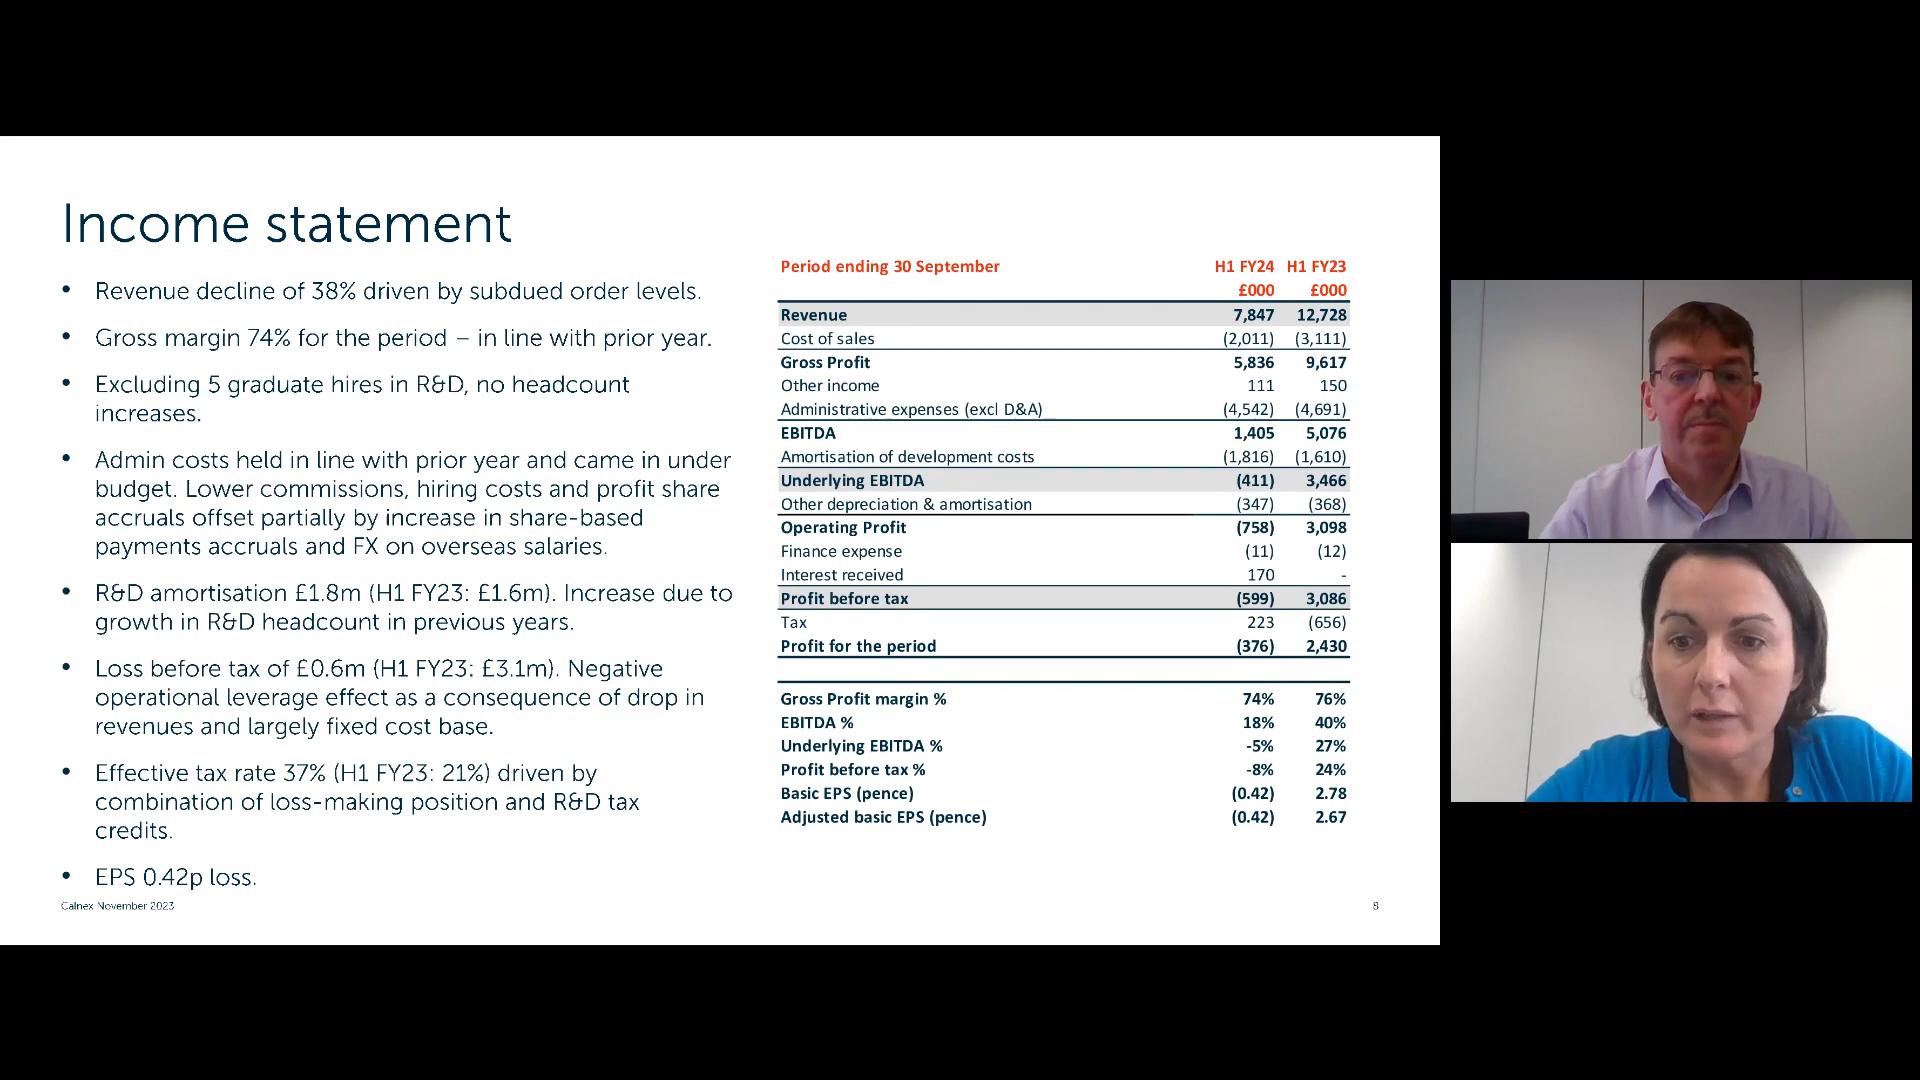 Income statement
• Revenue decline of 38% driven by subdued order levels.
• Gross margin 74% for the period – in line with prior year.
• Excluding 5 graduate hires in R&D, no headcount
increases.
• Admin costs held in line with prior year and came in under
budget. Lower commissions, hiring costs and profit share
accruals offset partially by increase in share-based
payments accruals and FX on overseas salaries.
• R&D amortisation £1.8m (H1 FY23: £1.6m). Increase due to
growth in R&D headcount in previous years.
• Loss before tax of £0.6m (H1 FY23: £3.1m). Negative
operational leverage effect as a consequence of drop in
revenues and largely fixed cost base.
• Effective tax rate 37% (H1 FY23: 21%) driven by
combination of loss-making position and R&D tax
credits.
• EPS 0.42p loss.
Period ending 30 September H1 FY24 H1 FY23
£000 £000
Revenue 7,847 12,728
Cost of sales (2,011) (3,111)
Gross Profit 5,836 9,617
Other income 111 150
Administrative expenses (excl D&A) (4,542) (4,691)
EBITDA 1,405 5,076
Amortisation of development costs (1,816) (1,610)
Underlying EBITDA (411) 3,466
Other depreciation & amortisation (347) (368)
Operating Profit (758) 3,098
Finance expense (11) (12)
Interest received 170 -
Profit before tax (599) 3,086
Tax 223 (656)
Profit for the period (376) 2,430
Gross Profit margin % 74% 76%
EBITDA % 18% 40%
Underlying EBITDA % -5% 27%
Profit before tax % -8% 24%
Basic EPS (pence) (0.42) 2.78
Adjusted basic EPS (pence) (0.42) 2.67
Calnex November 2023
8